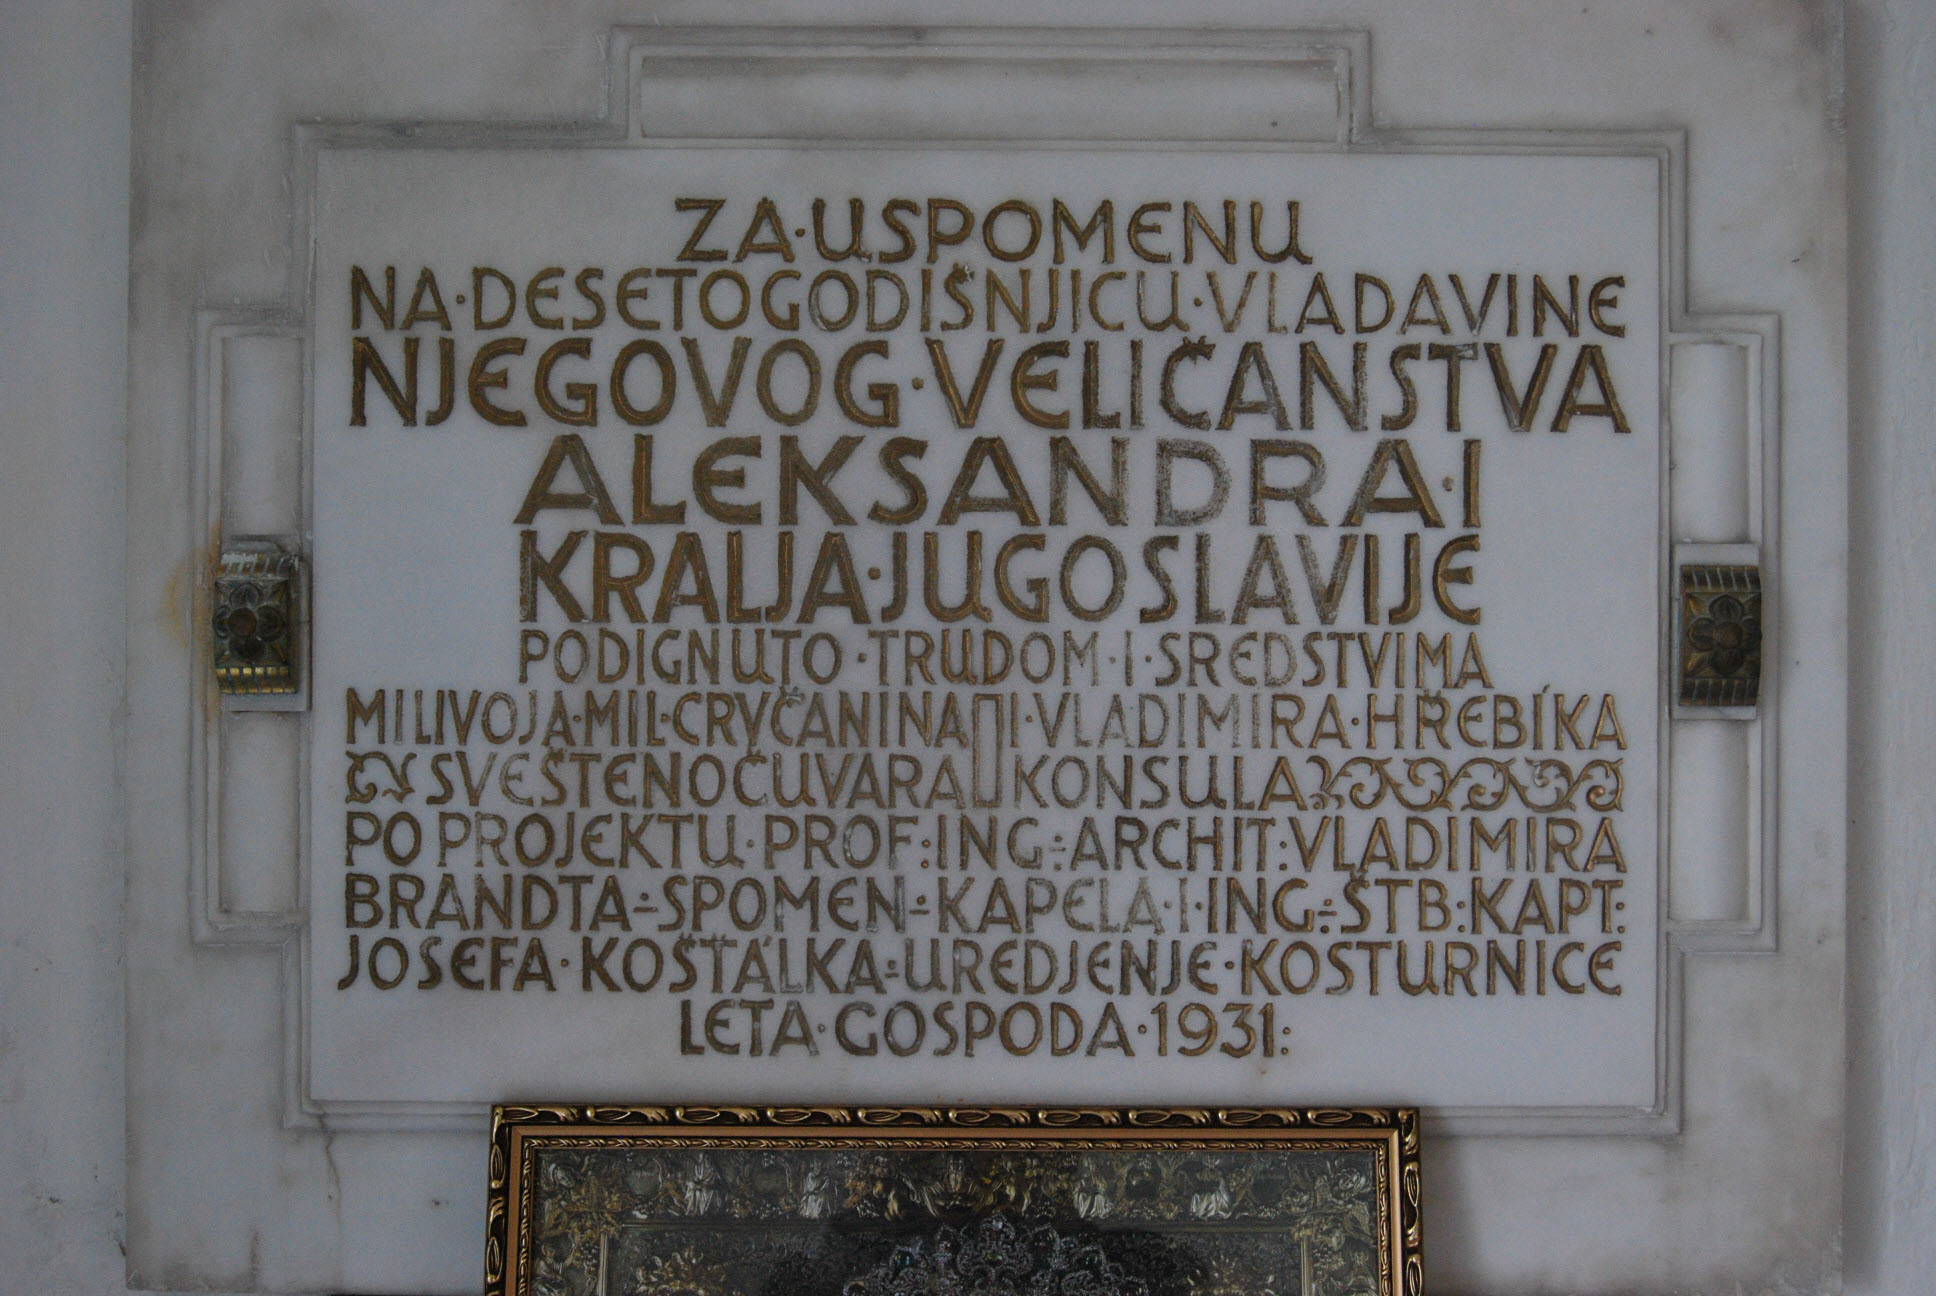 ZA·USPOMENU
NA·DESETOGODIŠNJICU·VLADAVINE
NJEGOVOG·VELIČANSTVA
ALEKSANDRA·I
KRALJA·JUGOSLAVIJE
PODIGNUTO·TRUDOM·I·SREDSTVIMA
MILIVOJA·MIL·CRVČANINA I·VLADIMIRA·HŘEBÍKA
SVEŠTENOČUVARA KONSULA
PO PROJEKTU·PROF:ING÷ARCHIT:VLADIMIRA
BRANDTA÷SPOMEN÷KAPELA·I·ING÷ŠTB:KAPT:
JOSEFA·KOŠŤÁLKA÷UREDJENJE·KOSTURNICE
LETA·GOSPODA·1931: